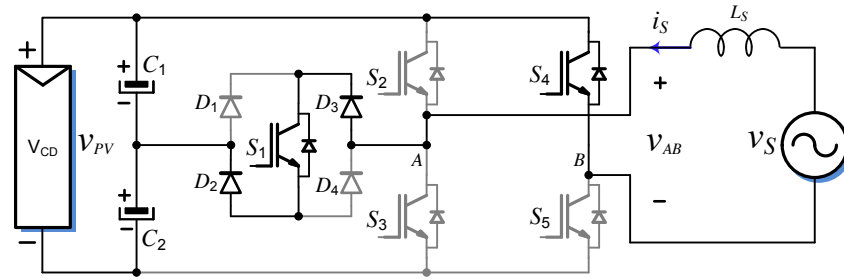 +
V_CD
−
v_PV
+
C_1
−
+
C_2
−
D_1
D_2
S_1
D_3
D_4
S_2
S_3
A
S_4
S_5
B
i_S
L_S
+
v_AB
−
v_S